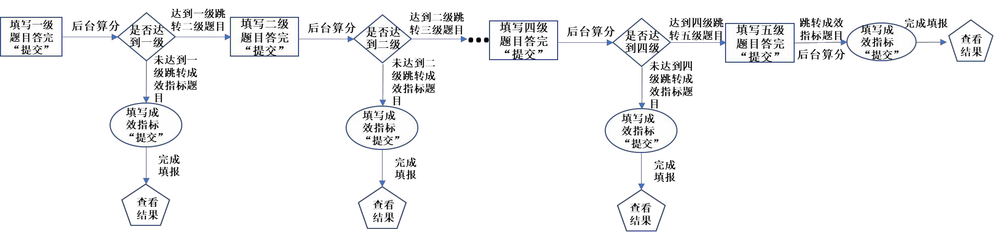 填写一级
题目答完
“提交”
后台算分
是否达
到一级
达到一级跳
转二级题目
未达到一
级跳转成
效指标题
目
填写成
效指标
“提交”
完成
填报
查看
结果
填写二级
题目答完
“提交”
后台算分
是否达
到二级
达到二级跳
转三级题目
未达到二
级跳转成
效指标题
目
填写成
效指标
“提交”
完成
填报
查看
结果
填写四级
题目答完
“提交”
后台算分
是否达
到四级
达到四级跳
转五级题目
未达到四
级跳转成
效指标题
目
填写成
效指标
“提交”
完成
填报
查看
结果
填写五级
题目答完
“提交”
跳转成效
指标题目
后台算分
填写成
效指标
“提交”
完成填报
查看
结果